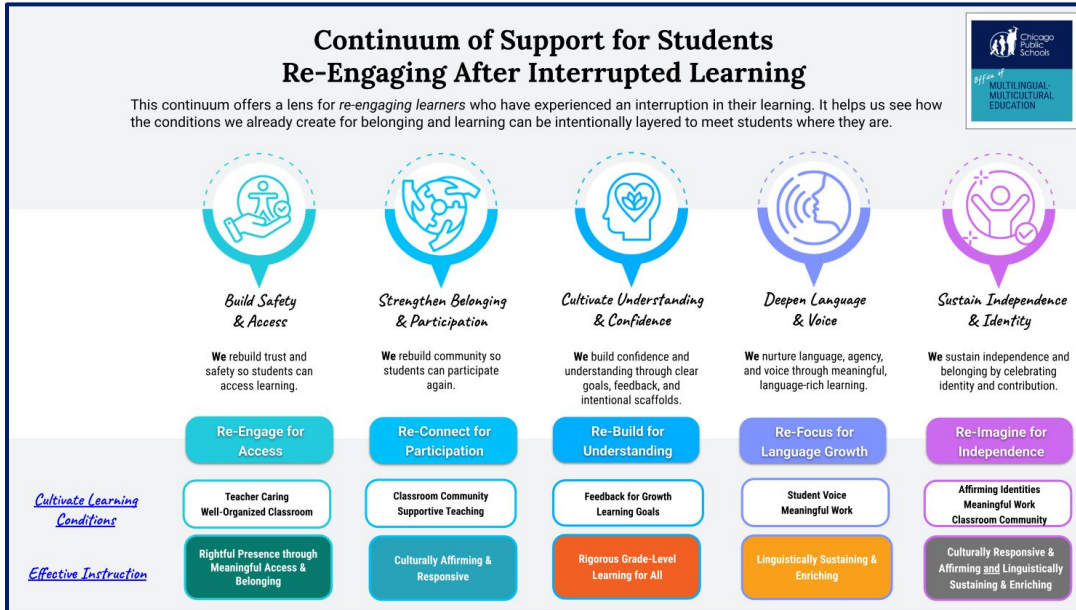 Continuum of Support for Students
Re-Engaging After Interrupted Learning
Chicago
Public
Schools
Office of
MULTILINGUAL-
MULTICULTURAL
EDUCATION
This continuum offers a lens for re-engaging learners who have experienced an interruption in their learning. It helps us see how
the conditions we already create for belonging and learning can be intentionally layered to meet students where they are.
Build Safety
& Access
We rebuild trust and
safety so students can
access learning.
Re-Engage for
Access
Strengthen Belonging
& Participation
We rebuild community so
students can participate
again.
Re-Connect for
Participation
Cultivate Understanding
& Confidence
We build confidence and
understanding through clear
goals, feedback, and
intentional scaffolds.
Re-Build for
Understanding
Deepen Language
& Voice
We nurture language, agency,
and voice through meaningful,
language-rich learning.
Re-Focus for
Language Growth
Sustain Independence
& Identity
We sustain independence and
belonging by celebrating
identity and contribution.
Re-Imagine for
Independence
Cultivate Learning
Conditions
Teacher Caring
Well-Organized Classroom
Classroom Community
Supportive Teaching
Feedback for Growth
Learning Goals
Student Voice
Meaningful Work
Affirming Identities
Meaningful Work
Classroom Community
Effective Instruction
Rightful Presence through
Meaningful Access &
Belonging
Culturally Affirming &
Responsive
Rigorous Grade-Level
Learning for All
Linguistically Sustaining &
Enriching
Culturally Responsive &
Affirming and Linguistically
Sustaining & Enriching